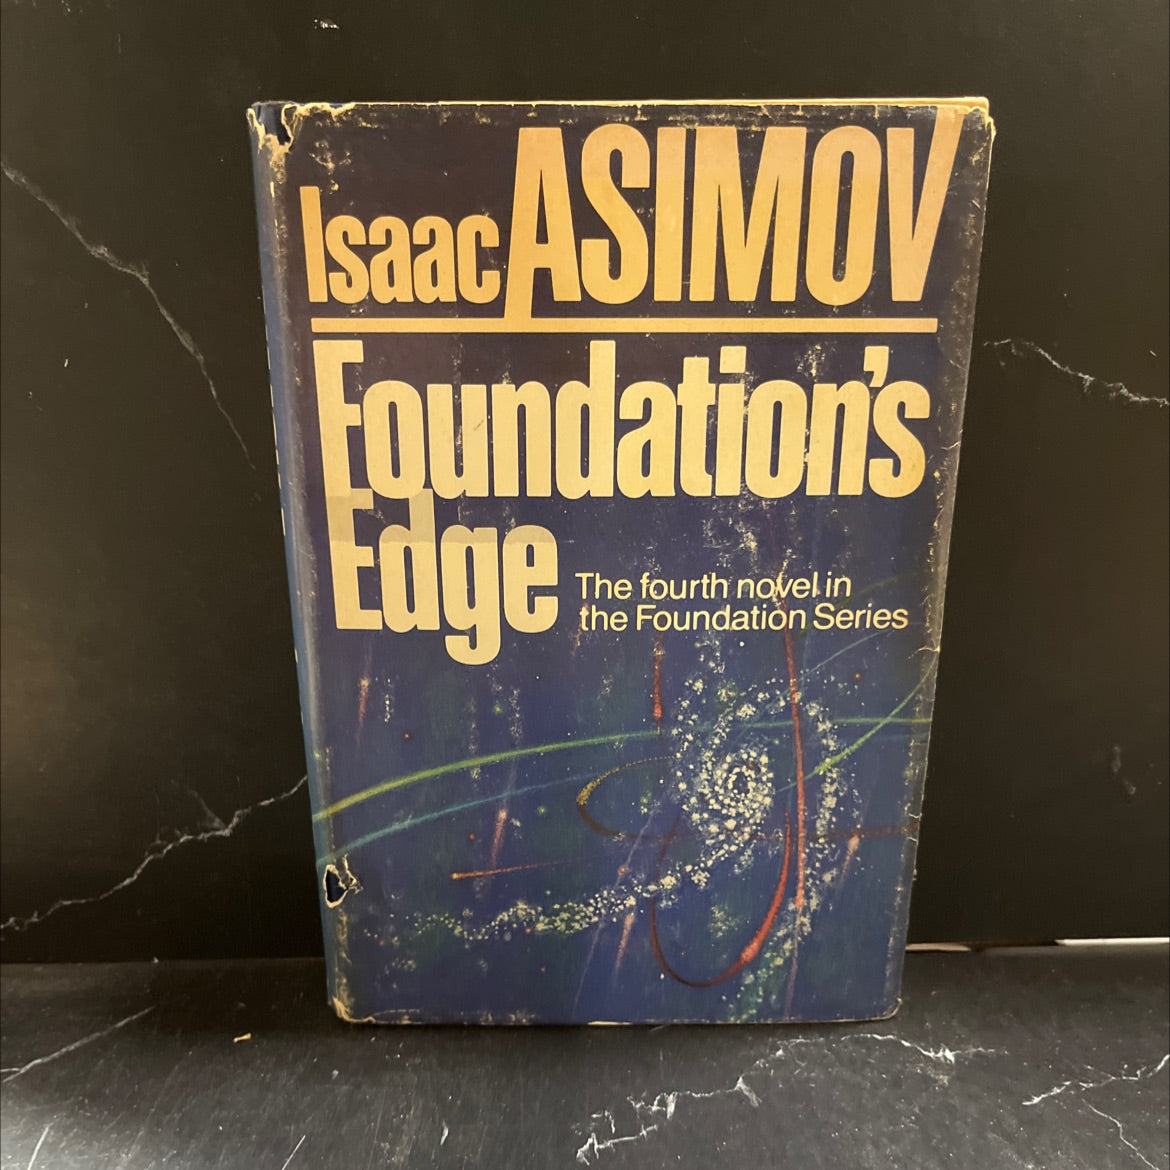 Isaac ASIMOV
Foundation's
Edge
The fourth novel in
the Foundation Series